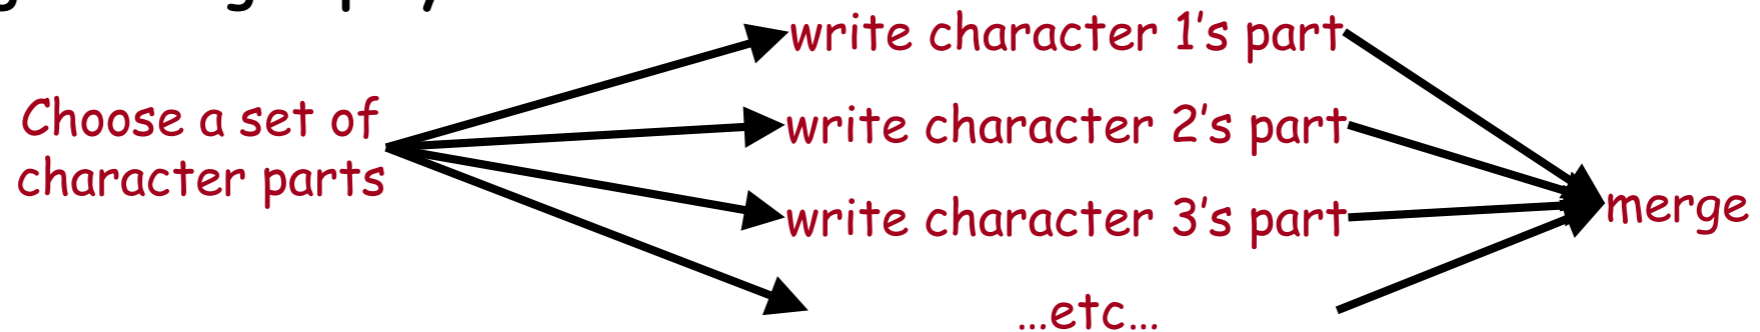 write character 1's part
Choose a set of
character parts
write character 2's part
write character 3's part
merge
...etc...